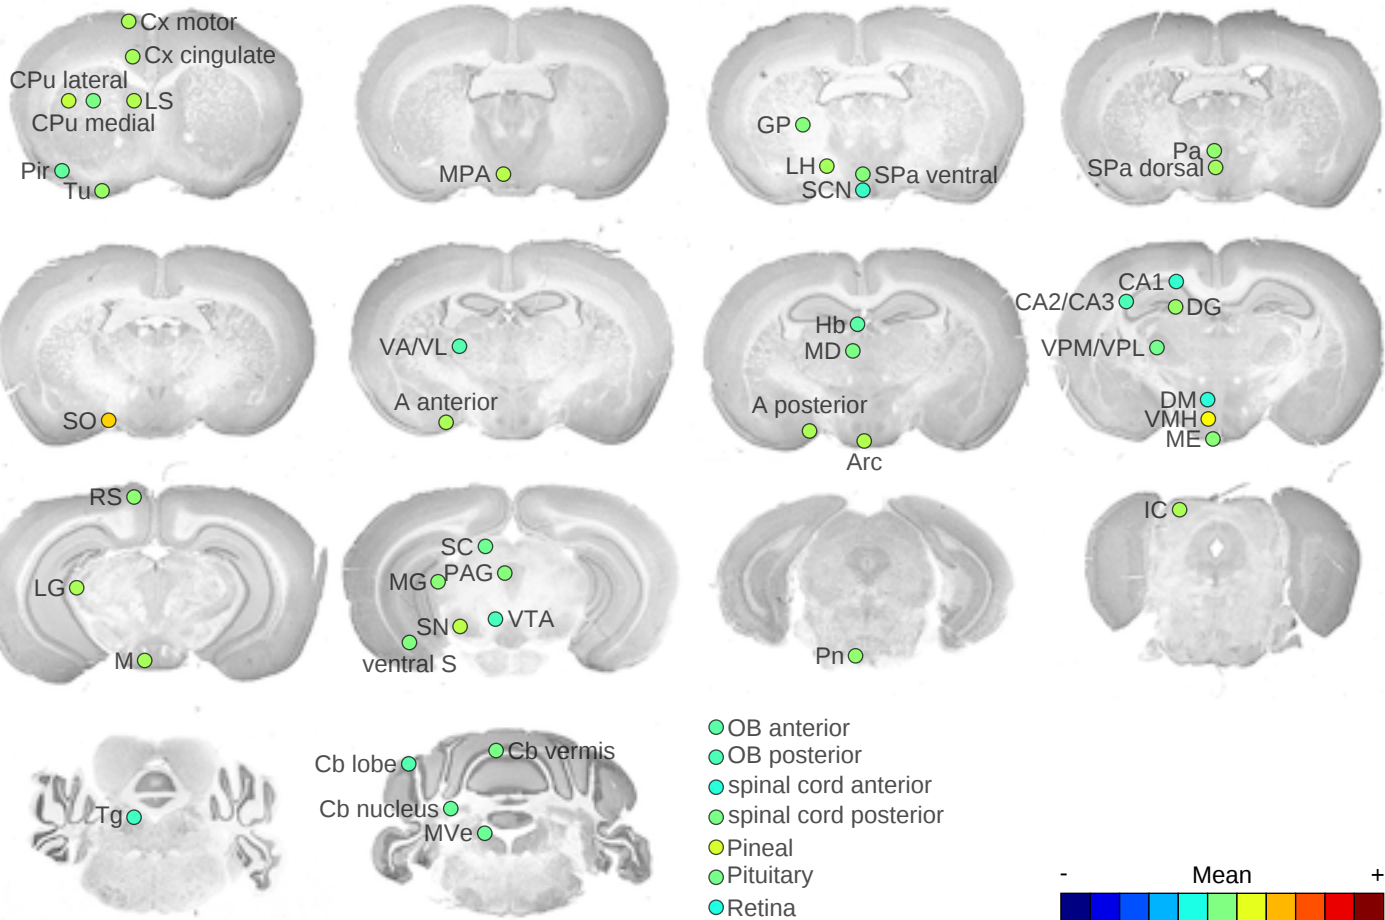 Cx motor
Cx cingulate
CPu lateral
LS
CPu medial
Pir
Tu
MPA
GP
LH
SPa ventral
SCN
Pa
SPa dorsal
SO
VA/VL
A anterior
Hb
MD
A posterior
Arc
CA1
CA2/CA3
DG
VPM/VPL
DM
VMH
ME
RS
LG
M
SC
MG
PAG
SN
VTA
ventral S
Pn
IC
Tg
Cb lobe
Cb vermis
Cb nucleus
MVe
OB anterior
OB posterior
spinal cord anterior
spinal cord posterior
Pineal
Pituitary
Retina
- Mean +